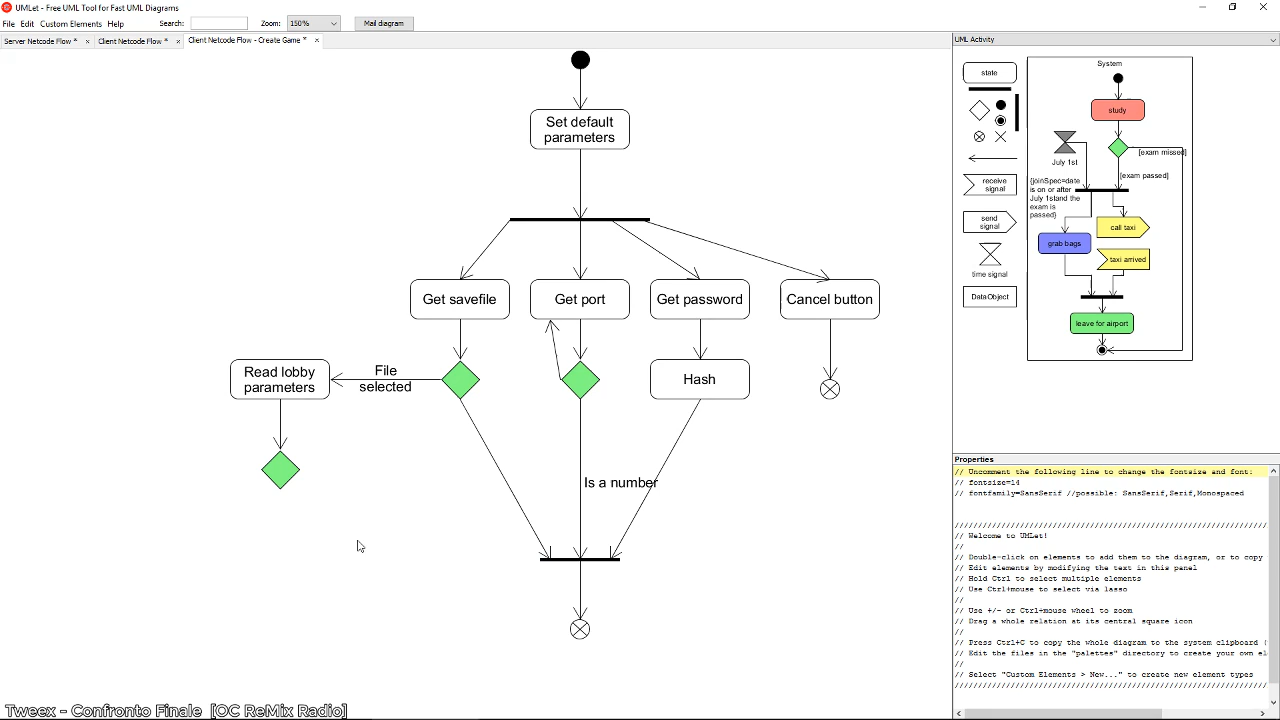 UMLet - Free UML Tool for Fast UML Diagrams
File Edit Custom Elements Help Search: Zoom: 150% Mail diagram
Server Netcode Flow * × Client Netcode Flow * × Client Netcode Flow - Create Game * ×
Set default
parameters
Get savefile
Get port
Get password
Cancel button
Read lobby
parameters
File
selected
Hash
Is a number
UML Activity
state
receive
signal
send
signal
time signal
DataObject
System
study
July 1st
[exam missed]
[exam passed]
{joinSpec=date
is on or after
July 1stand the
exam is
passed}
call taxi
grab bags
taxi arrived
leave for airport
Properties
// Uncomment the following line to change the fontsize and font:
// fontsize=14
// fontfamily=SansSerif //possible: SansSerif,Serif,Monospaced
//////////////////////////////////////////////////////////////////
// Welcome to UMLet!
//
// Double-click on elements to add them to the diagram, or to copy
// Edit elements by modifying the text in this panel
// Hold Ctrl to select multiple elements
// Use Ctrl+mouse to select via lasso
//
// Use +/- or Ctrl+mouse wheel to zoom
// Drag a whole relation at its central square icon
//
// Press Ctrl+C to copy the whole diagram to the system clipboard (
// Edit the files in the "palettes" directory to create your own el
//
// Select "Custom Elements > New..." to create new element types
//////////////////////////////////////////////////////////////////
Tweex - Confronto Finale [OC ReMix Radio]